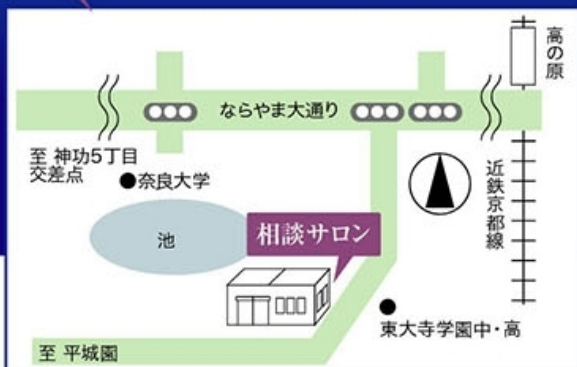 高の原
ならやま大通り
至 神功5丁目
交差点
奈良大学
近鉄京都線
池
相談サロン
東大寺学園中・高
至 平城園